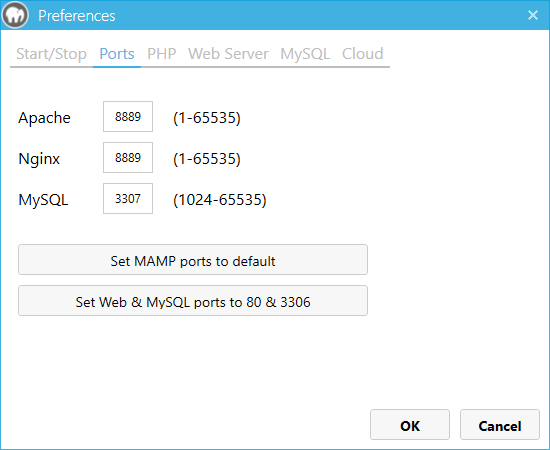 Preferences
Start/Stop Ports PHP Web Server MySQL Cloud
Apache 8889 (1-65535)
Nginx 8889 (1-65535)
MySQL 3307 (1024-65535)
Set MAMP ports to default
Set Web & MySQL ports to 80 & 3306
OK Cancel